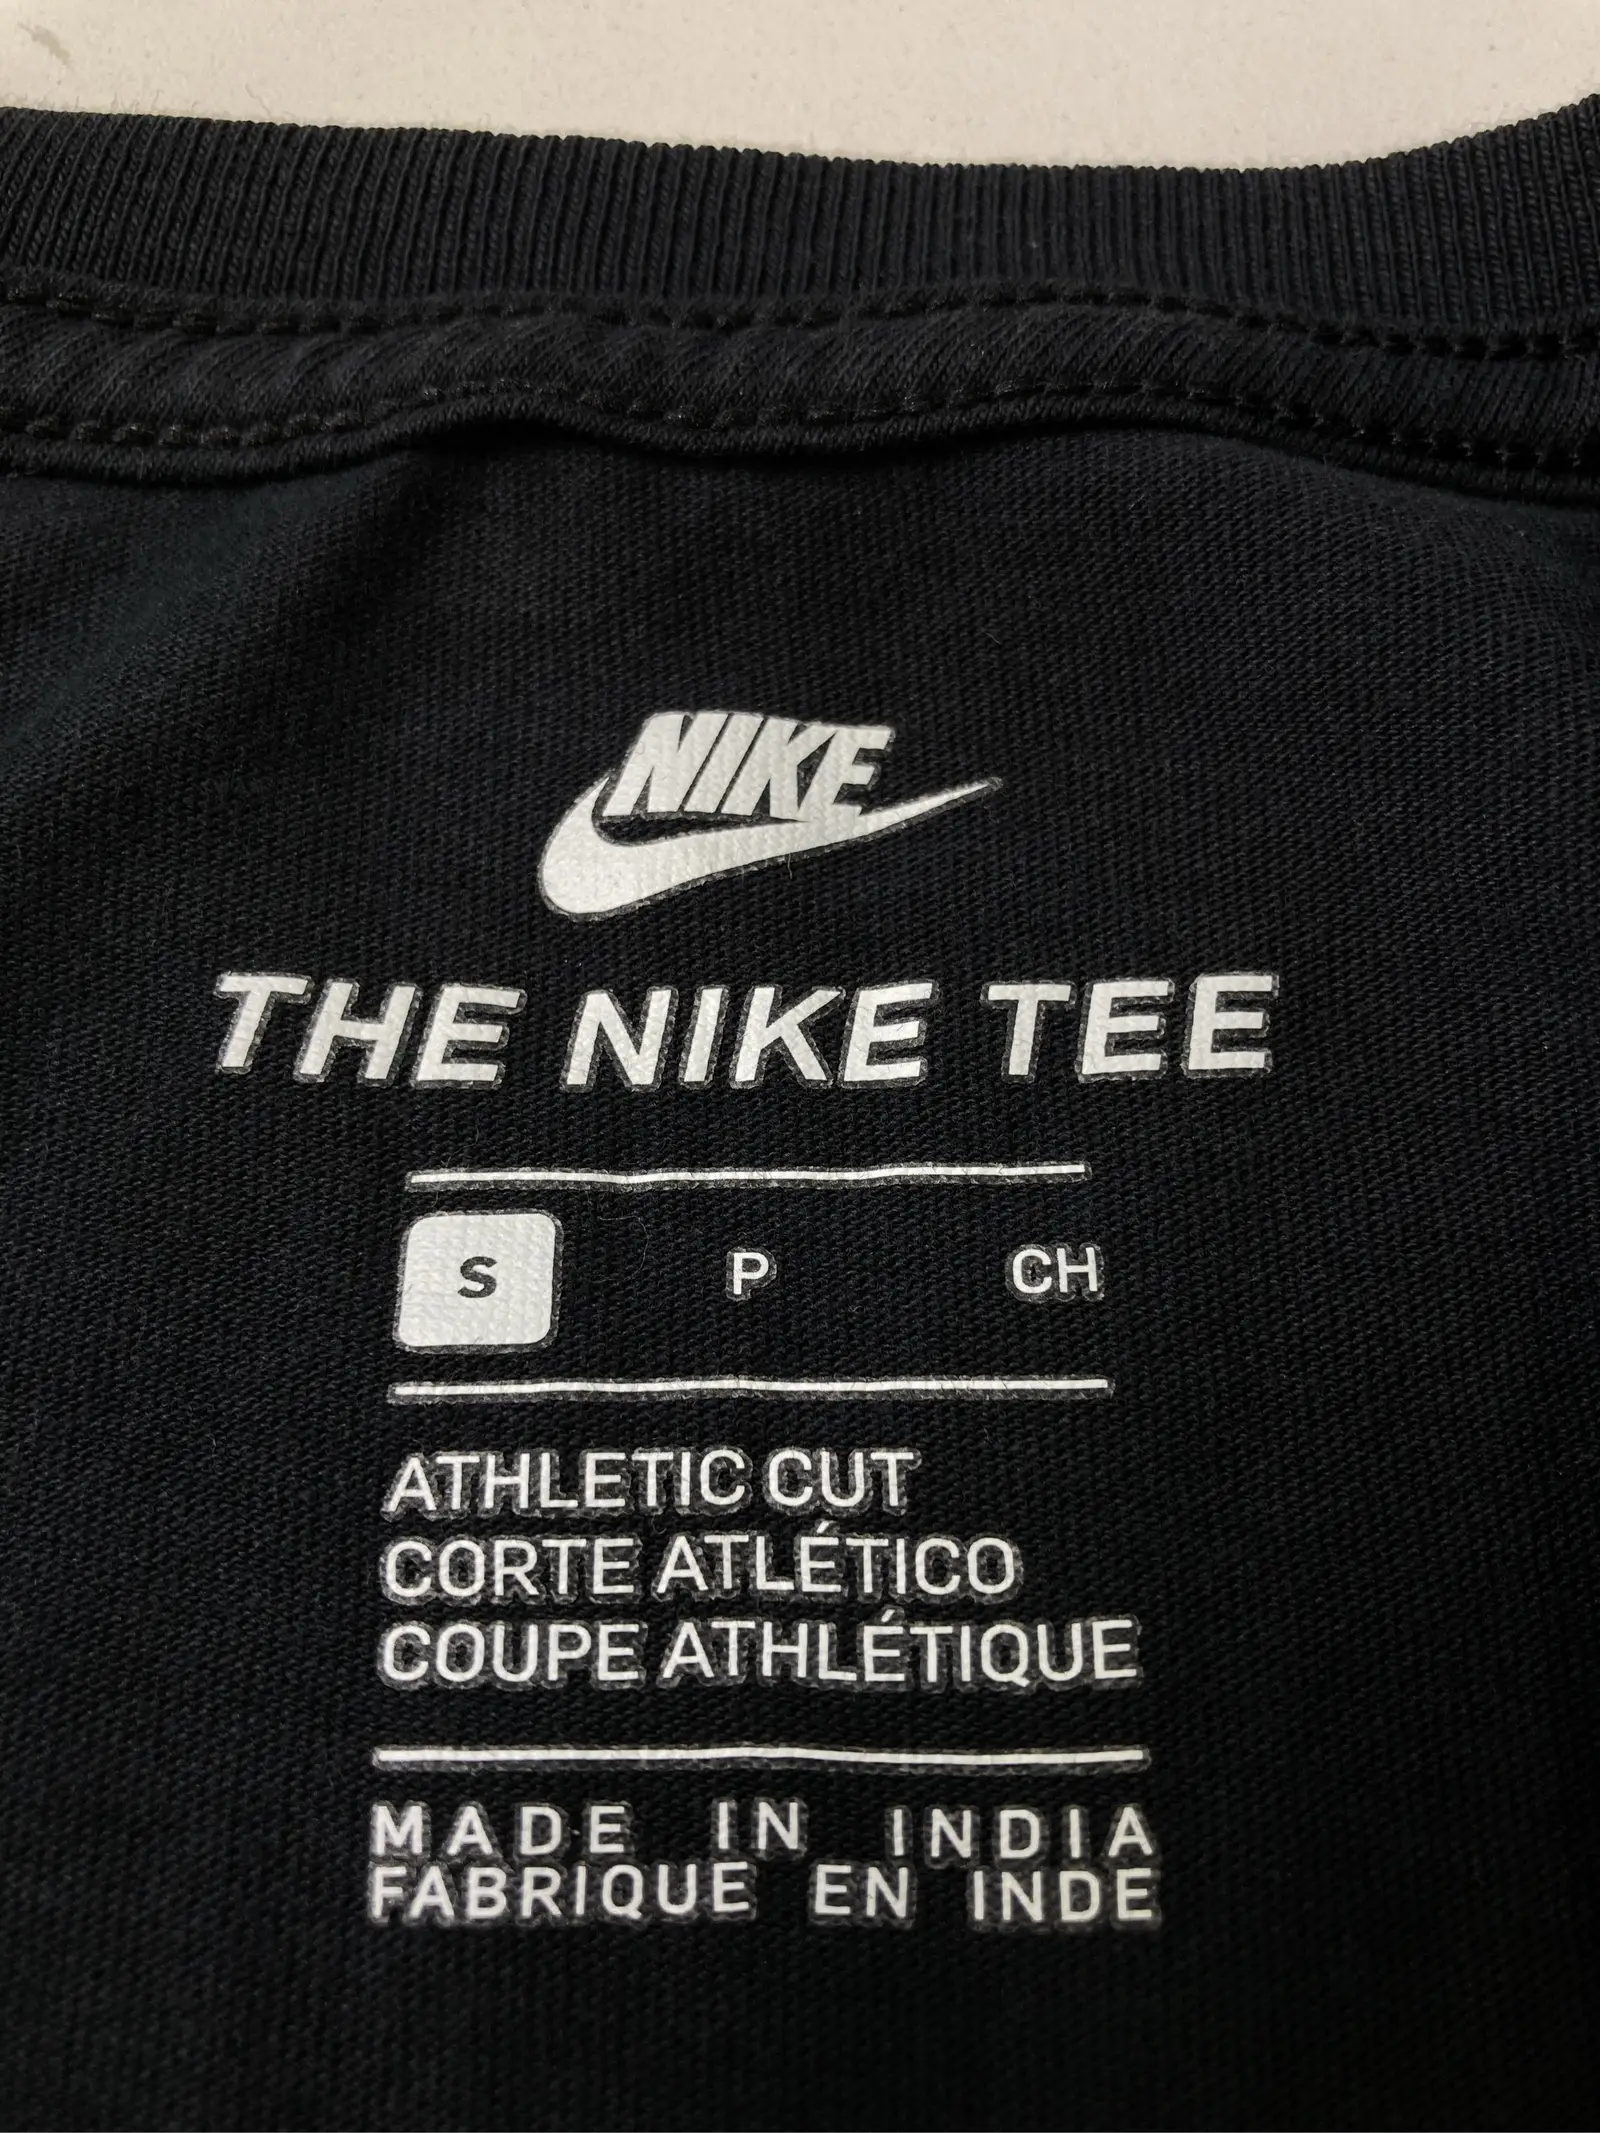 NIKE
THE NIKE TEE
S P CH
ATHLETIC CUT
CORTE ATLÉTICO
COUPE ATHLÉTIQUE
MADE IN INDIA
FABRIQUE EN INDE